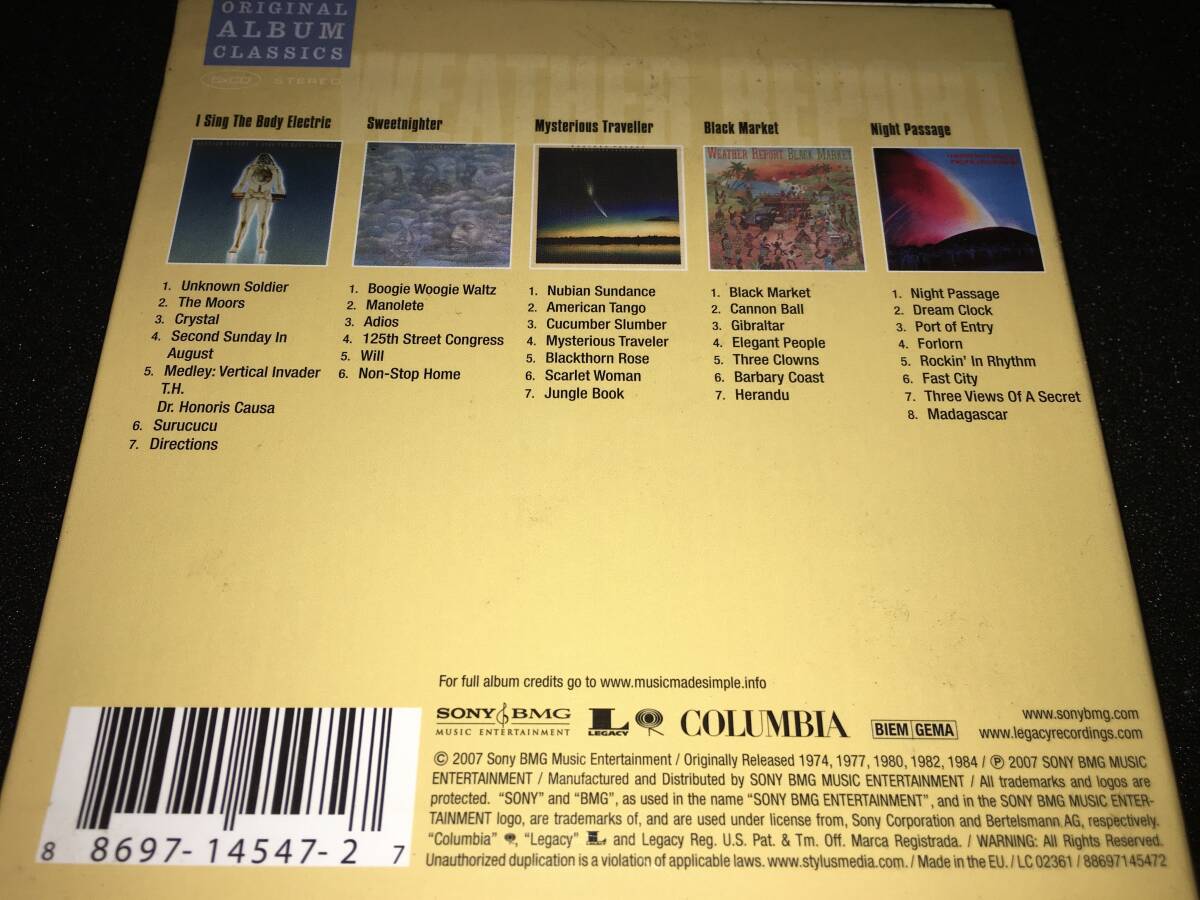 ORIGINAL
ALBUM
CLASSICS
5xCD STEREO
WEATHER REPORT
I Sing The Body Electric
1. Unknown Soldier
2. The Moors
3. Crystal
4. Second Sunday In
August
5. Medley: Vertical Invader
T.H.
Dr. Honoris Causa
6. Surucucu
7. Directions
Sweetnighter
1. Boogie Woogie Waltz
2. Manolete
3. Adios
4. 125th Street Congress
5. Will
6. Non-Stop Home
Mysterious Traveller
1. Nubian Sundance
2. American Tango
3. Cucumber Slumber
4. Mysterious Traveler
5. Blackthorn Rose
6. Scarlet Woman
7. Jungle Book
Black Market
WEATHER REPORT BLACK MARKET
1. Black Market
2. Cannon Ball
3. Gibraltar
4. Elegant People
5. Three Clowns
6. Barbary Coast
7. Herandu
Night Passage
1. Night Passage
2. Dream Clock
3. Port of Entry
4. Forlorn
5. Rockin' In Rhythm
6. Fast City
7. Three Views Of A Secret
8. Madagascar
For full album credits go to www.musicmadesimple.info
SONY BMG
MUSIC ENTERTAINMENT
L
LEGACY
COLUMBIA
BIEM GEMA
www.sonybmg.com
www.legacyrecordings.com
© 2007 Sony BMG Music Entertainment / Originally Released 1974, 1977, 1980, 1982, 1984 / ℗ 2007 SONY BMG MUSIC
ENTERTAINMENT / Manufactured and Distributed by SONY BMG MUSIC ENTERTAINMENT / All trademarks and logos are
protected. “SONY” and “BMG”, as used in the name “SONY BMG ENTERTAINMENT”, and in the SONY BMG MUSIC ENTER-
TAINMENT logo, are trademarks of, and are used under license from, Sony Corporation and Bertelsmann AG, respectively.
“Columbia” , “Legacy” L and Legacy Reg. U.S. Pat. & Tm. Off. Marca Registrada. / WARNING: All Rights Reserved.
Unauthorized duplication is a violation of applicable laws. www.stylusmedia.com. / Made in the EU. / LC 02361 / 88697145472
8 8697-14547-2 7